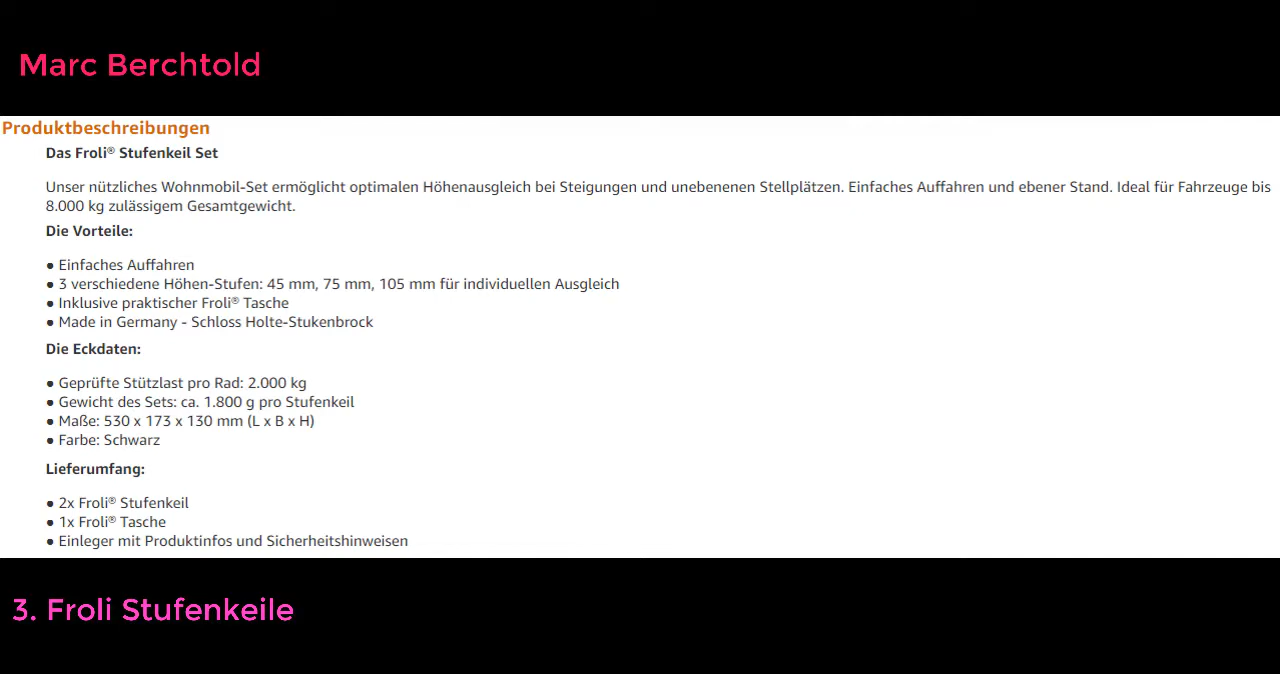 Marc Berchtold
Produktbeschreibungen
Das Froli® Stufenkeil Set
Unser nützliches Wohnmobil-Set ermöglicht optimalen Höhenausgleich bei Steigungen und unebenenen Stellplätzen. Einfaches Auffahren und ebener Stand. Ideal für Fahrzeuge bis
8.000 kg zulässigem Gesamtgewicht.
Die Vorteile:
● Einfaches Auffahren
● 3 verschiedene Höhen-Stufen: 45 mm, 75 mm, 105 mm für individuellen Ausgleich
● Inklusive praktischer Froli® Tasche
● Made in Germany - Schloss Holte-Stukenbrock
Die Eckdaten:
● Geprüfte Stützlast pro Rad: 2.000 kg
● Gewicht des Sets: ca. 1.800 g pro Stufenkeil
● Maße: 530 x 173 x 130 mm (L x B x H)
● Farbe: Schwarz
Lieferumfang:
● 2x Froli® Stufenkeil
● 1x Froli® Tasche
● Einleger mit Produktinfos und Sicherheitshinweisen
3. Froli Stufenkeile